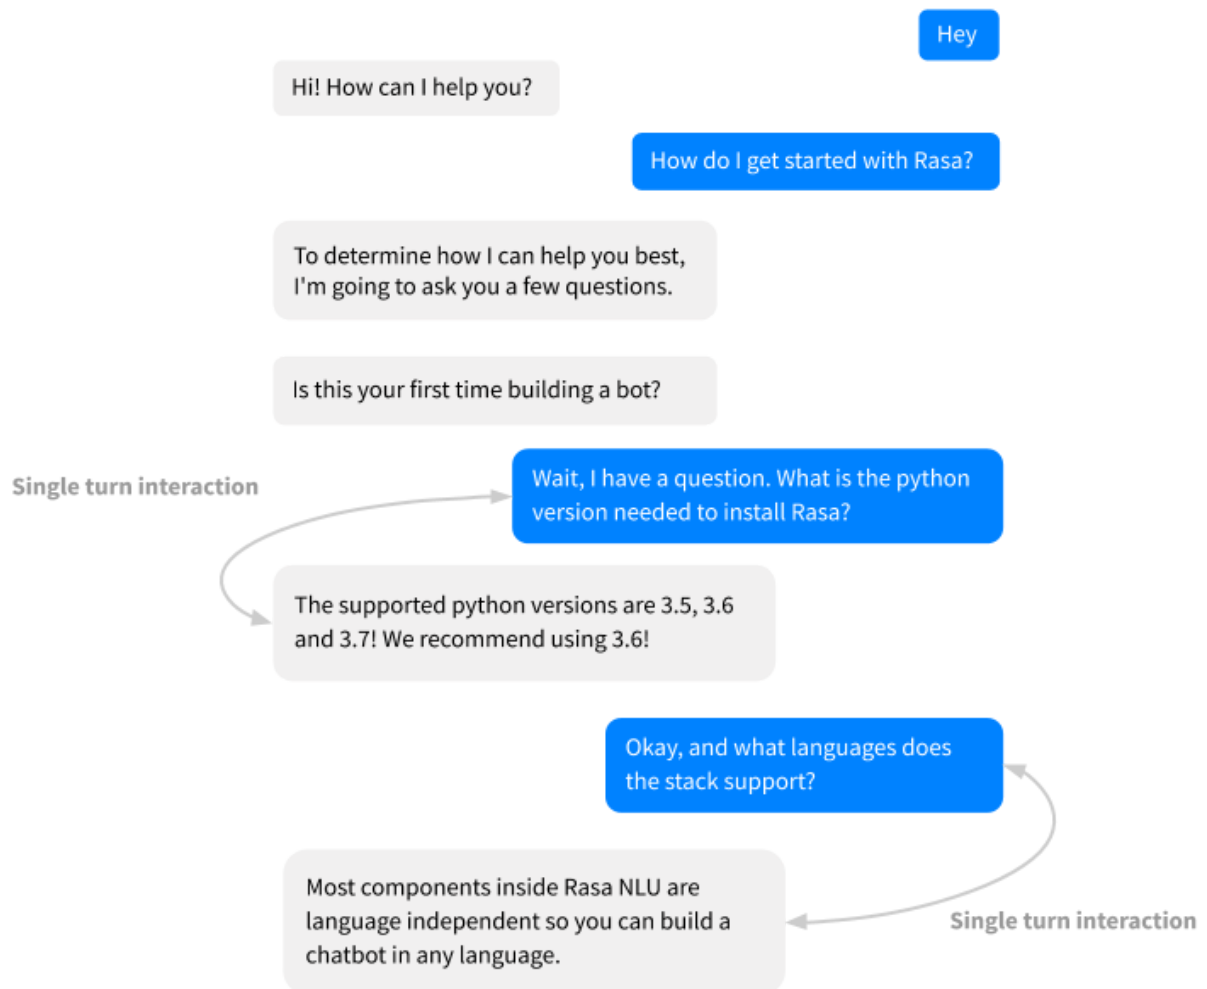 Hey
Hi! How can I help you?
How do I get started with Rasa?
To determine how I can help you best,
I'm going to ask you a few questions.
Is this your first time building a bot?
Single turn interaction
Wait, I have a question. What is the python
version needed to install Rasa?
The supported python versions are 3.5, 3.6
and 3.7! We recommend using 3.6!
Okay, and what languages does
the stack support?
Most components inside Rasa NLU are
language independent so you can build a
chatbot in any language.
Single turn interaction